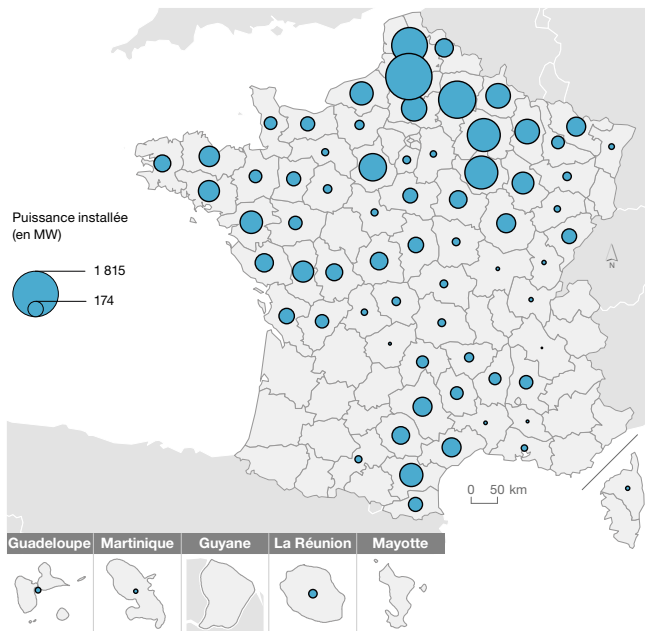 Puissance installée
(en MW)
1 815
174
N
0 50 km
Guadeloupe
Martinique
Guyane
La Réunion
Mayotte